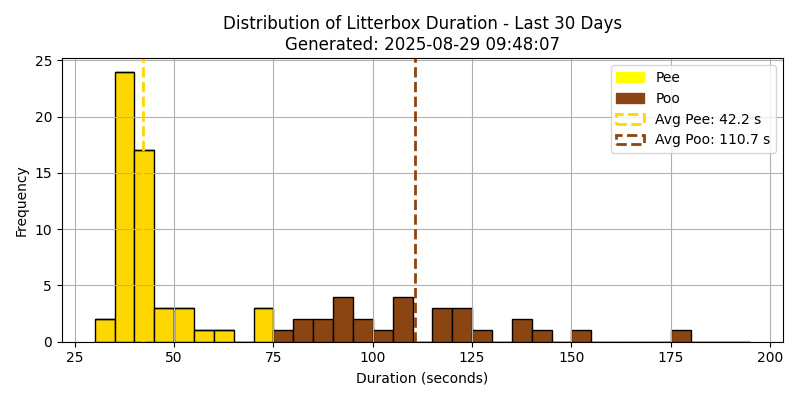 Distribution of Litterbox Duration - Last 30 Days
Generated: 2025-08-29 09:48:07
25
20
15
10
5
0
Frequency
Pee
Poo
Avg Pee: 42.2 s
Avg Poo: 110.7 s
25 50 75 100 125 150 175 200
Duration (seconds)